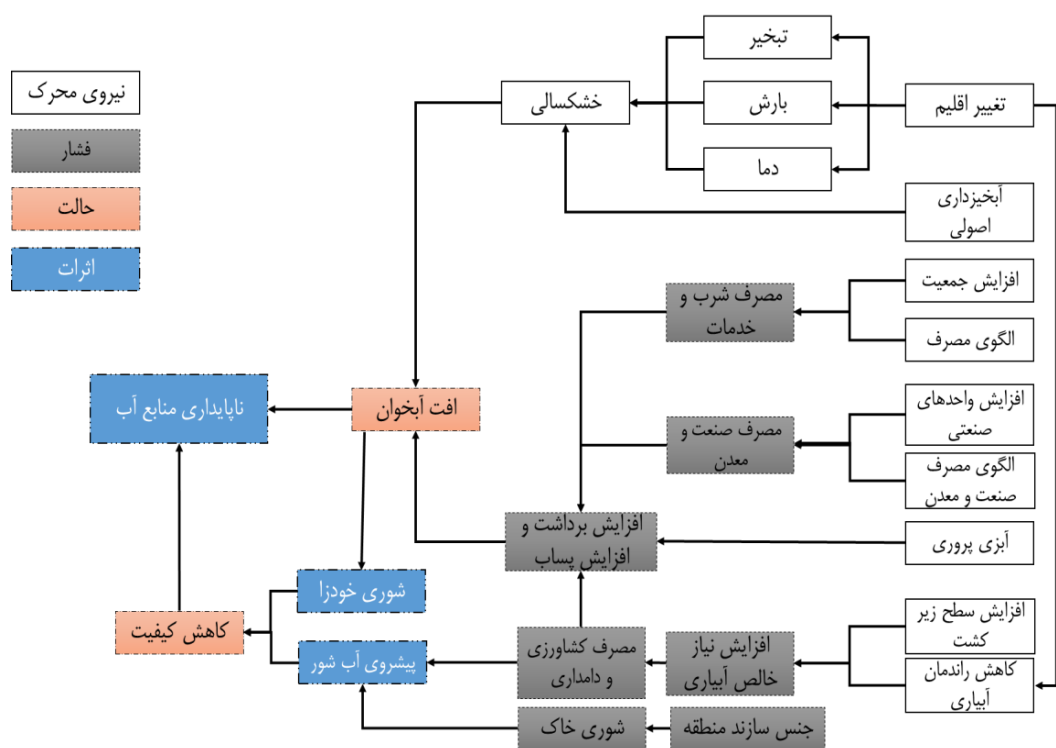 نیروی محرک
فشار
حالت
اثرات
تغییر اقلیم
تبخیر
بارش
دما
خشکسالی
آبخیزداری
اصولی
افزایش جمعیت
الگوی مصرف
مصرف شرب و
خدمات
افزایش واحدهای
صنعتی
الگوی مصرف
صنعت و معدن
مصرف صنعت و
معدن
آبزی پروری
افزایش برداشت و
افزایش پساب
افت آبخوان
ناپایداری منابع آب
افزایش سطح زیر
کشت
کاهش راندمان
آبیاری
افزایش نیاز
خالص آبیاری
مصرف کشاورزی
و دامداری
شوری خودزا
پیشروی آب شور
کاهش کیفیت
جنس سازند منطقه
شوری خاک